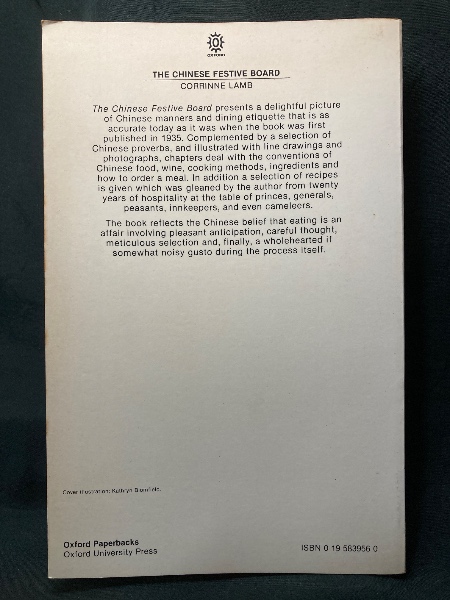 OXFORD
THE CHINESE FESTIVE BOARD
CORRINNE LAMB
The Chinese Festive Board presents a delightful picture
of Chinese manners and dining etiquette that is as
accurate today as it was when the book was first
published in 1935. Complemented by a selection of
Chinese proverbs, and illustrated with line drawings and
photographs, chapters deal with the conventions of
Chinese food, wine, cooking methods, ingredients and
how to order a meal. In addition a selection of recipes
is given which was gleaned by the author from twenty
years of hospitality at the table of princes, generals,
peasants, innkeepers, and even cameleers.
The book reflects the Chinese belief that eating is an
affair involving pleasant anticipation, careful thought,
meticulous selection and, finally, a wholehearted if
somewhat noisy gusto during the process itself.
Cover illustration: Kathryn Blomfield.
Oxford Paperbacks
Oxford University Press
ISBN 0 19 583956 0